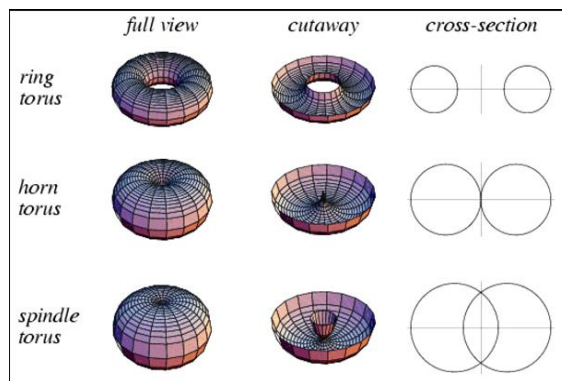 full view cutaway cross-section
ring
torus
horn
torus
spindle
torus